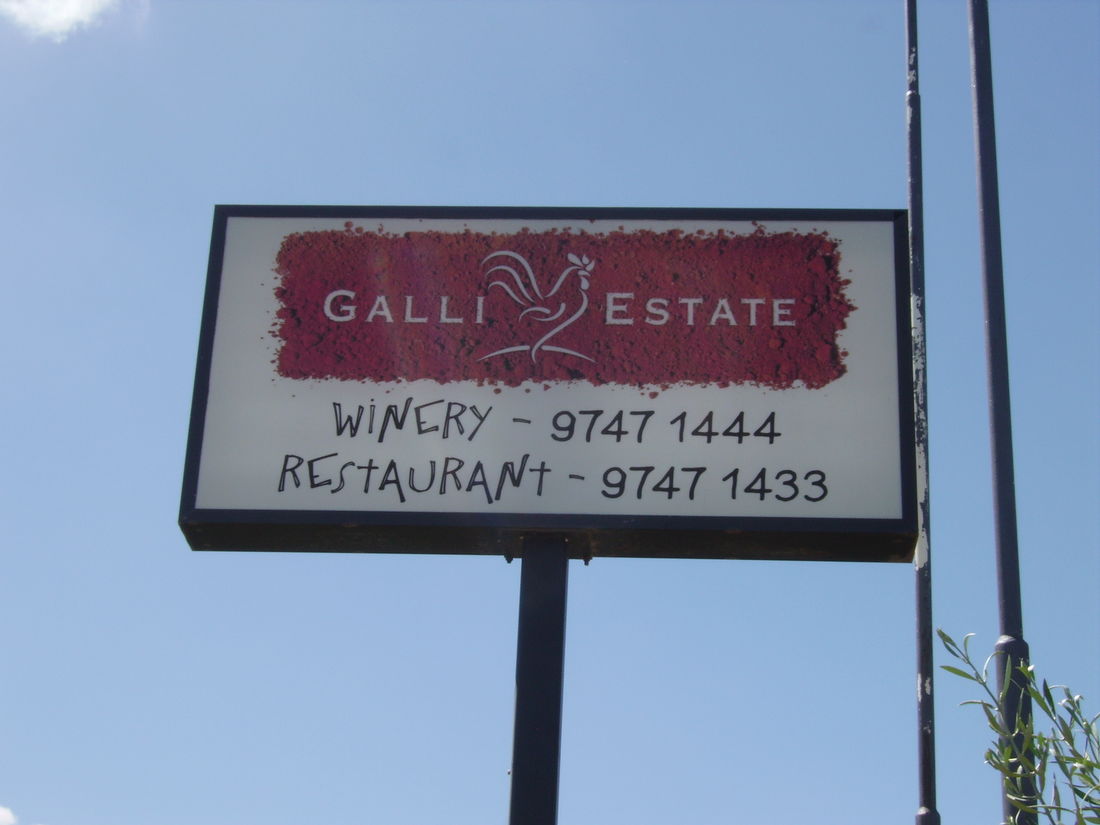 GALLI ESTATE
WINERY - 9747 1444
RESTAURANT - 9747 1433